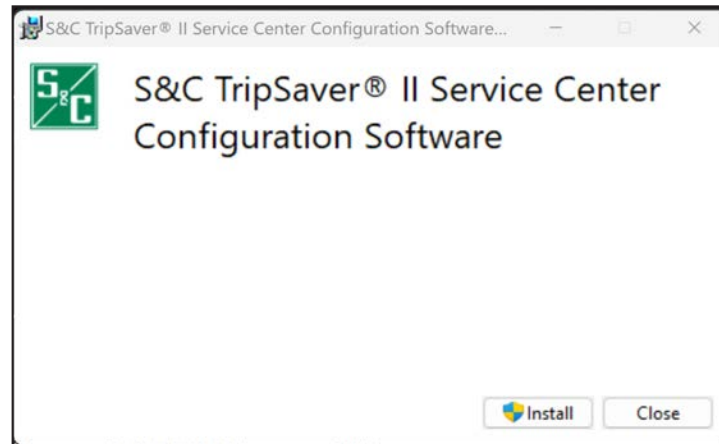 S&C TripSaver® II Service Center Configuration Software...
S&C
S&C TripSaver® II Service Center
Configuration Software
Install
Close